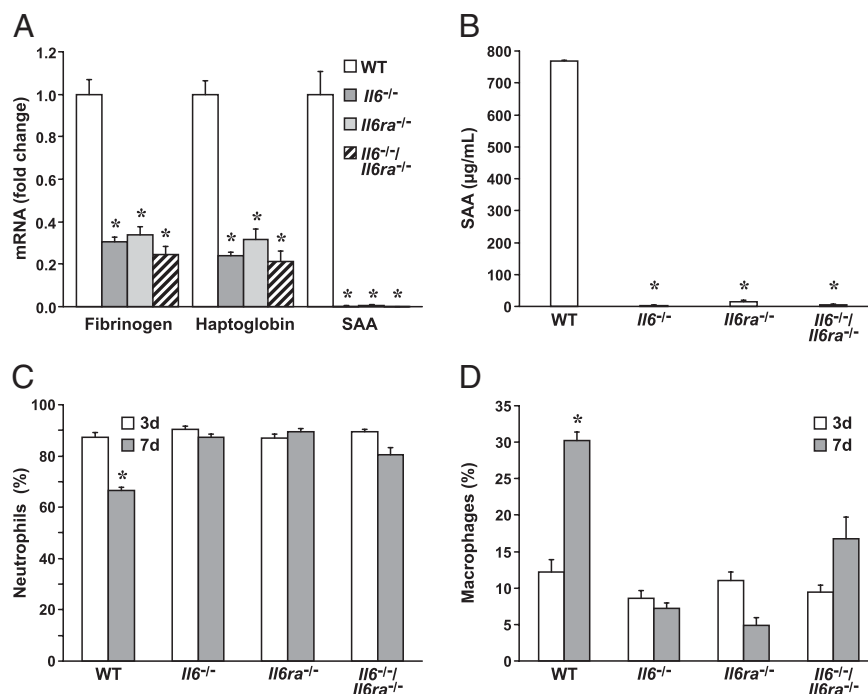 A
1.2
1.0
0.8
0.6
0.4
0.2
0
mRNA (fold change)
WT
Il6-/-
Il6ra-/-
Il6-/-/
Il6ra-/-
* * *
* * *
* * *
Fibrinogen Haptoglobin SAA
B
800
700
600
500
400
300
200
100
0
SAA (µg/mL)
* * *
WT Il6-/- Il6ra-/- Il6-/-/
Il6ra-/-
C
100
80
60
40
20
0
Neutrophils (%)
3d
7d
*
WT Il6-/- Il6ra-/- Il6-/-/
Il6ra-/-
D
35
30
25
20
15
10
5
0
Macrophages (%)
*
3d
7d
WT Il6-/- Il6ra-/- Il6-/-/
Il6ra-/-